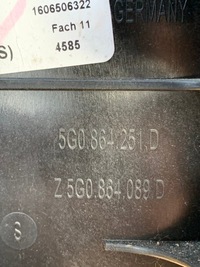 GERMANY
1606506322
Fach 11
4585
S)
5G0.864.251.D
Z 5G0.864.089 D
S